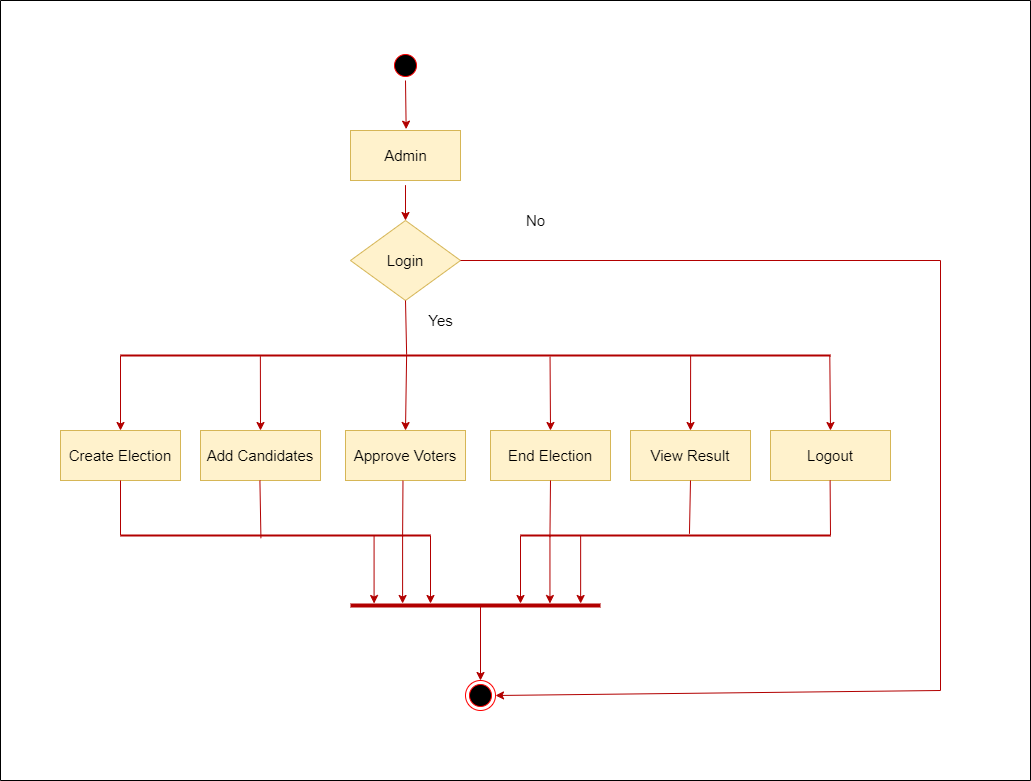 Admin
No
Login
Yes
Create Election
Add Candidates
Approve Voters
End Election
View Result
Logout